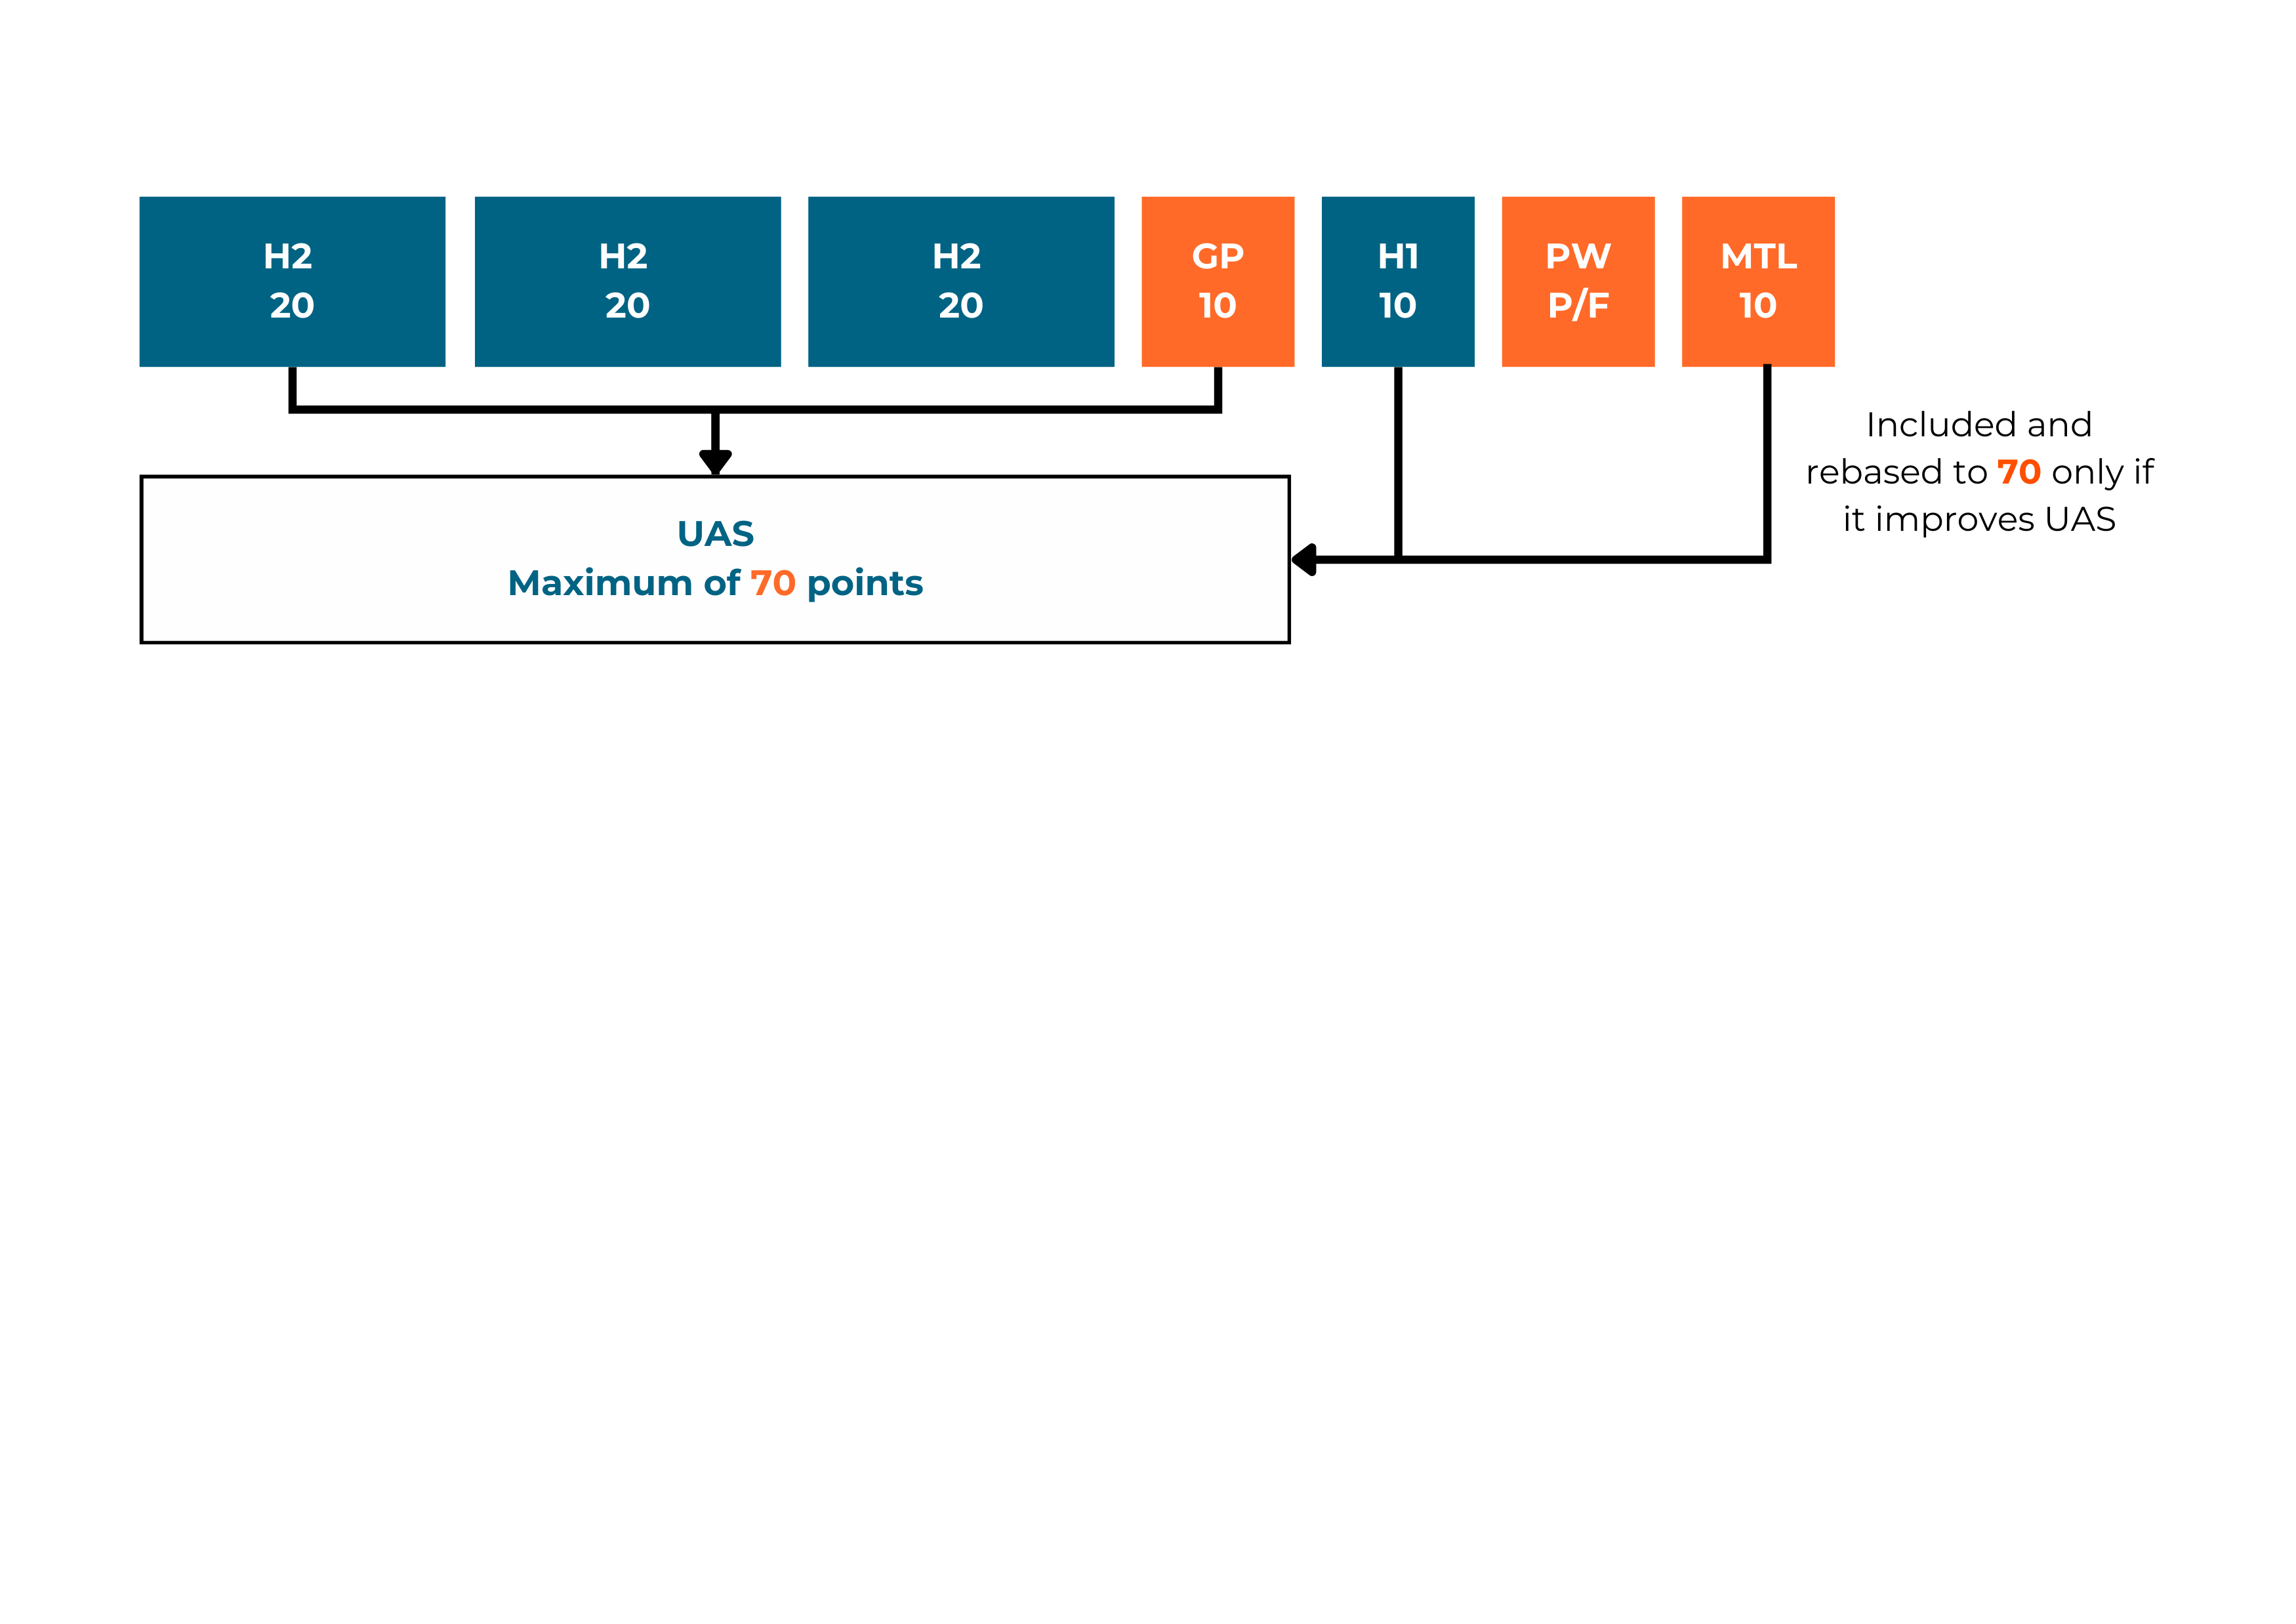 H2
20
H2
20
H2
20
GP
10
H1
10
PW
P/F
MTL
10
Included and
rebased to 70 only if
it improves UAS
UAS
Maximum of 70 points